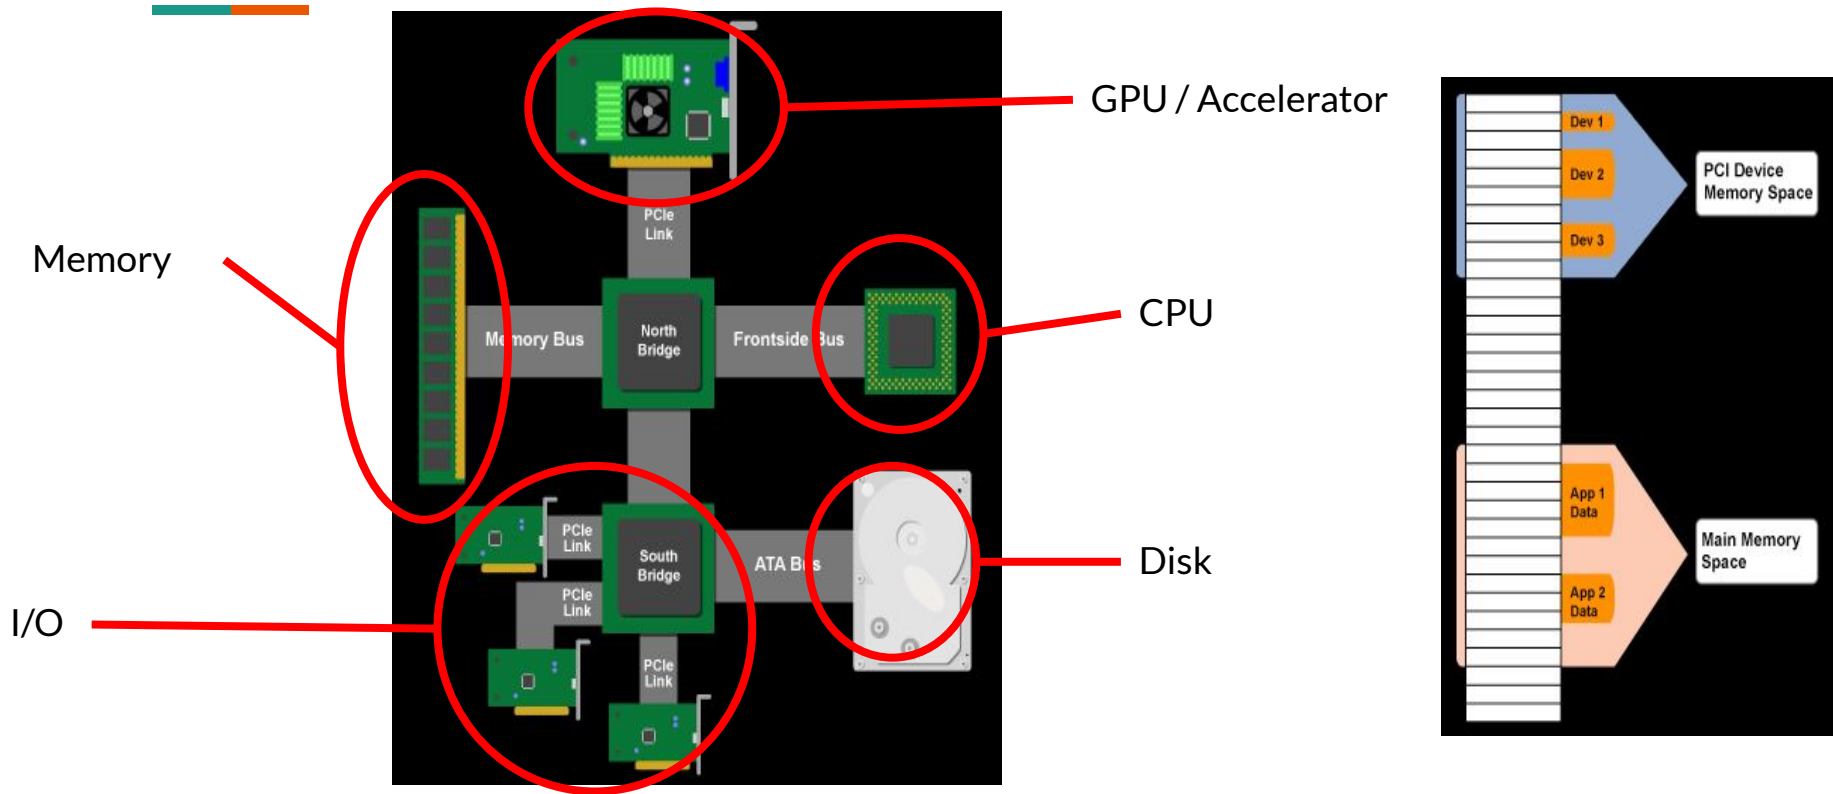 GPU / Accelerator
Memory
CPU
Disk
I/O
PCIe
Link
Memory Bus
North
Bridge
Frontside Bus
PCIe
Link
PCIe
Link
South
Bridge
ATA Bus
PCIe
Link
Dev 1
Dev 2
Dev 3
PCI Device
Memory Space
App 1
Data
App 2
Data
Main Memory
Space